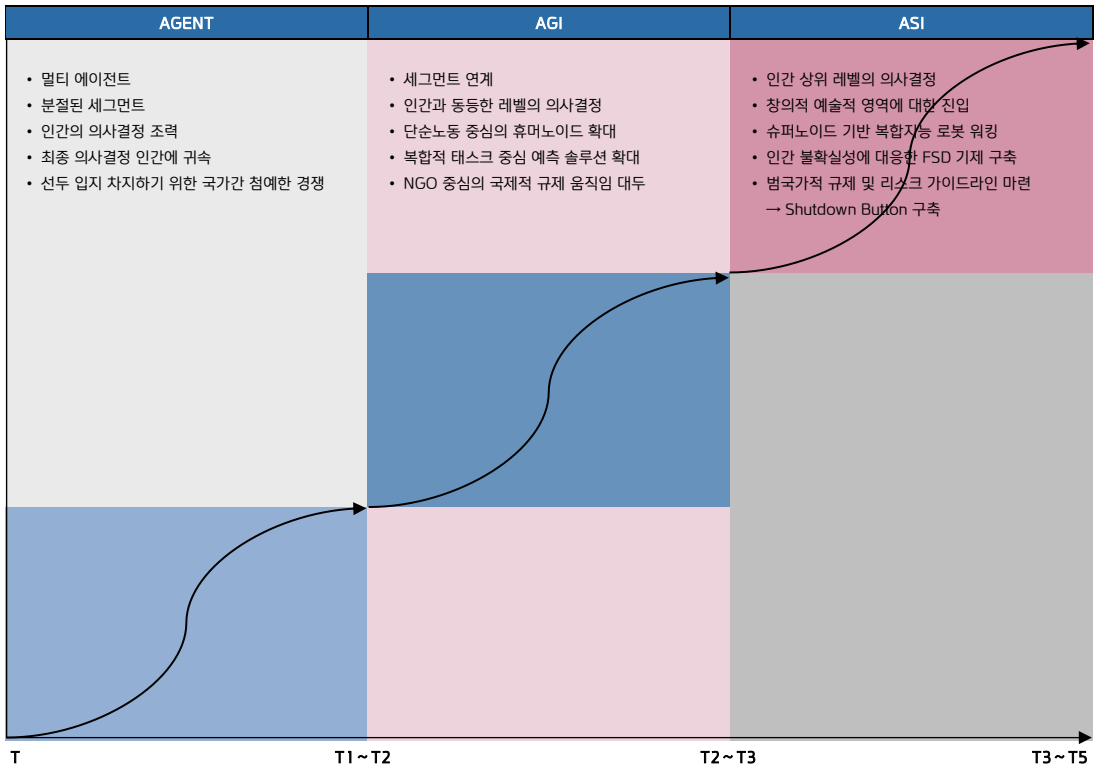 AGENT
AGI
ASI
• 멀티 에이전트
• 분절된 세그먼트
• 인간의 의사결정 조력
• 최종 의사결정 인간에 귀속
• 선두 입지 차지하기 위한 국가간 첨예한 경쟁
• 세그먼트 연계
• 인간과 동등한 레벨의 의사결정
• 단순노동 중심의 휴머노이드 확대
• 복합적 태스크 중심 예측 솔루션 확대
• NGO 중심의 국제적 규제 움직임 대두
• 인간 상위 레벨의 의사결정
• 창의적 예술적 영역에 대한 진입
• 슈퍼노이드 기반 복합지능 로봇 워킹
• 인간 불확실성에 대응한 FSD 기제 구축
• 범국가적 규제 및 리스크 가이드라인 마련
→ Shutdown Button 구축
T
T1~T2
T2~T3
T3~T5